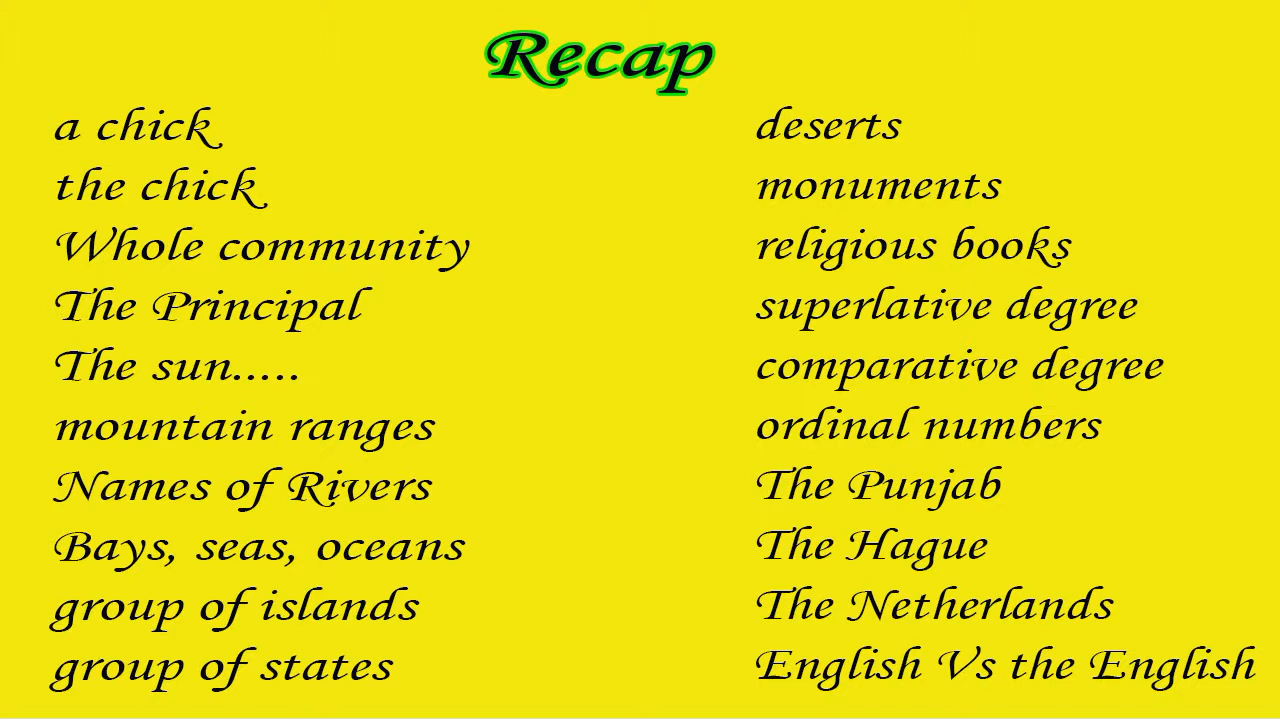 Recap
a chick
the chick
Whole community
The Principal
The sun.....
mountain ranges
Names of Rivers
Bays, seas, oceans
group of islands
group of states
deserts
monuments
religious books
superlative degree
comparative degree
ordinal numbers
The Punjab
The Hague
The Netherlands
English Vs the English